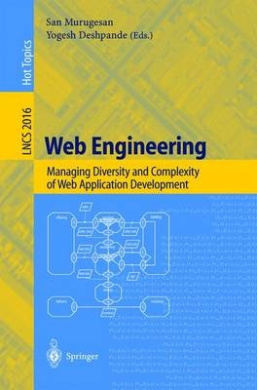 San Murugesan
Yogesh Deshpande (Eds.)
Hot Topics
LNCS 2016
Web Engineering
Managing Diversity and Complexity
of Web Application Development
Springer